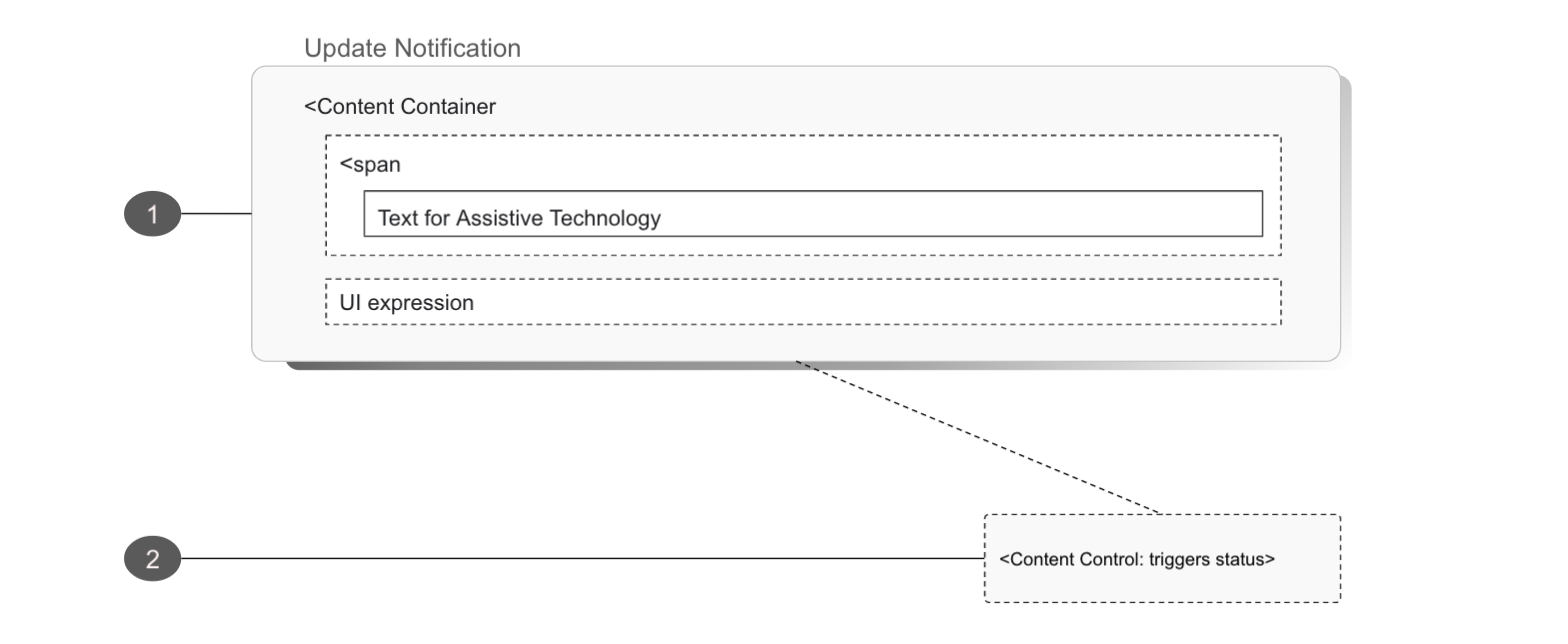 Update Notification
<Content Container
<span
1
Text for Assistive Technology
UI expression
2
<Content Control: triggers status>